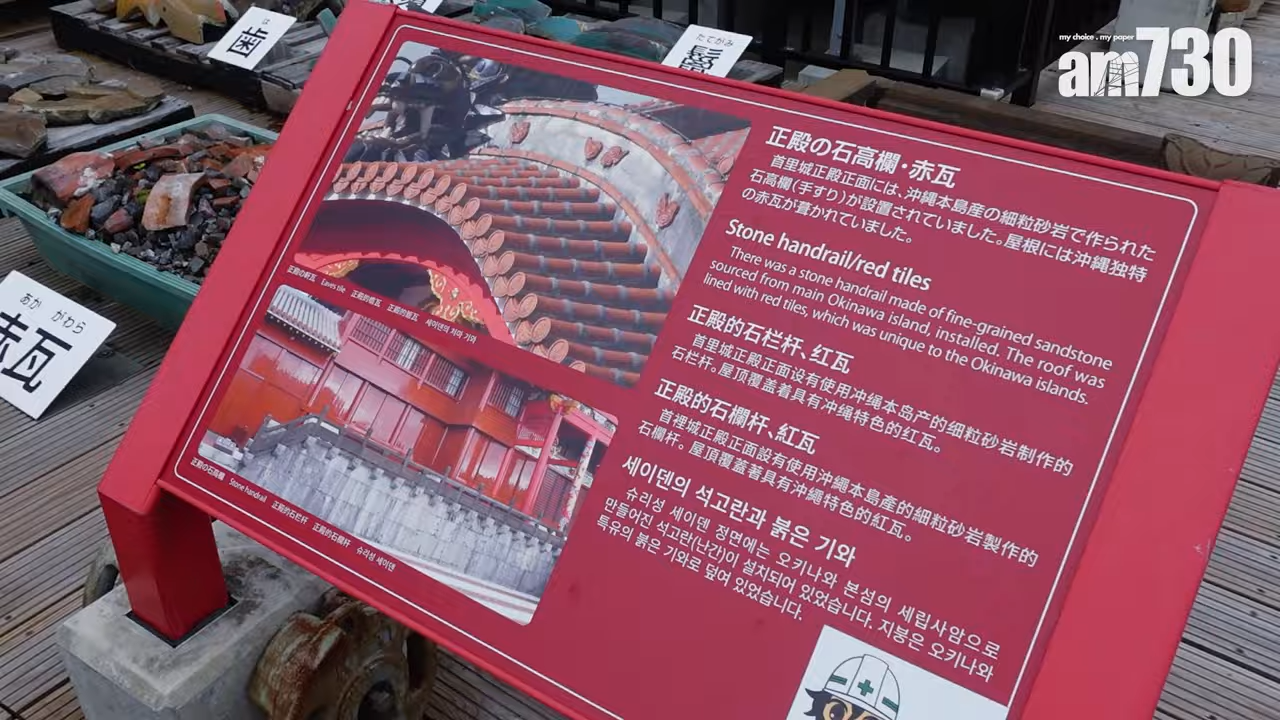 は
歯
たてがみ
鬣
my choice . my paper
am730
あか がわら
赤瓦
正殿の石高欄・赤瓦
首里城正殿正面には、沖縄本島産の細粒砂岩で作られた
石高欄(手すり)が設置されていました。屋根には沖縄独特
の赤瓦が葺かれていました。
Stone handrail/red tiles
There was a stone handrail made of fine-grained sandstone
sourced from main Okinawa island, installed. The roof was
lined with red tiles, which was unique to the Okinawa islands.
正殿的石栏杆、红瓦
首里城正殿正面设有使用冲绳本岛产的细粒砂岩制作的
石栏杆。屋顶覆盖着具有冲绳特色的红瓦。
正殿的石欄杆、紅瓦
首裡城正殿正面設有使用沖繩本島產的細粒砂岩製作的
石欄杆。屋頂覆蓋著具有沖繩特色的紅瓦。
세이덴의 석고란과 붉은 기와
슈리성 세이덴 정면에는 오키나와 본섬의 세립사암으로
만들어진 석고란(난간)이 설치되어 있었습니다. 지붕은 오키나와
특유의 붉은 기와로 덮여 있었습니다.
正殿の軒瓦 Eaves tile 正殿的檐瓦 正殿的屋瓦 세이덴의 처마 기와
正殿の石高欄 Stone handrail 正殿的石栏杆 正殿的石欄杆 슈리성 세이덴